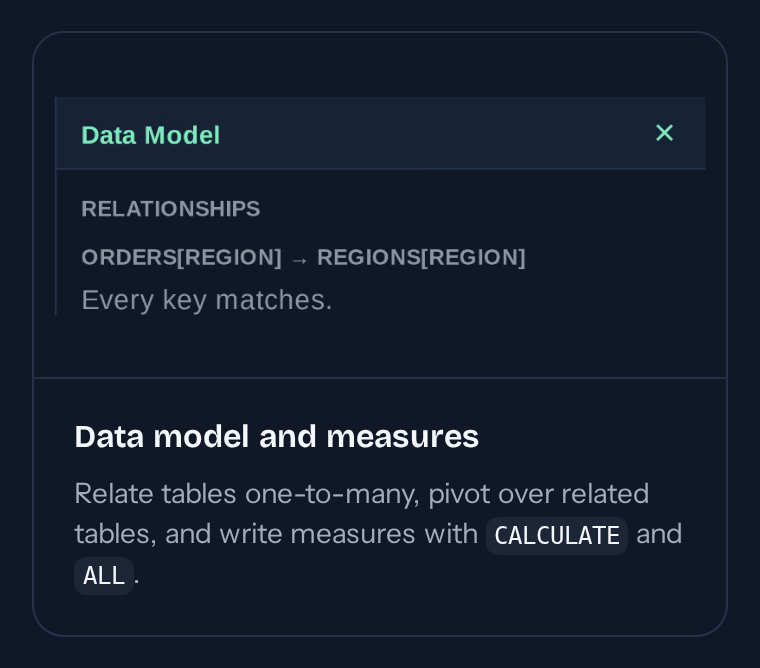 Data Model ✕
RELATIONSHIPS
ORDERS[REGION] → REGIONS[REGION]
Every key matches.
Data model and measures
Relate tables one-to-many, pivot over related
tables, and write measures with CALCULATE and
ALL.